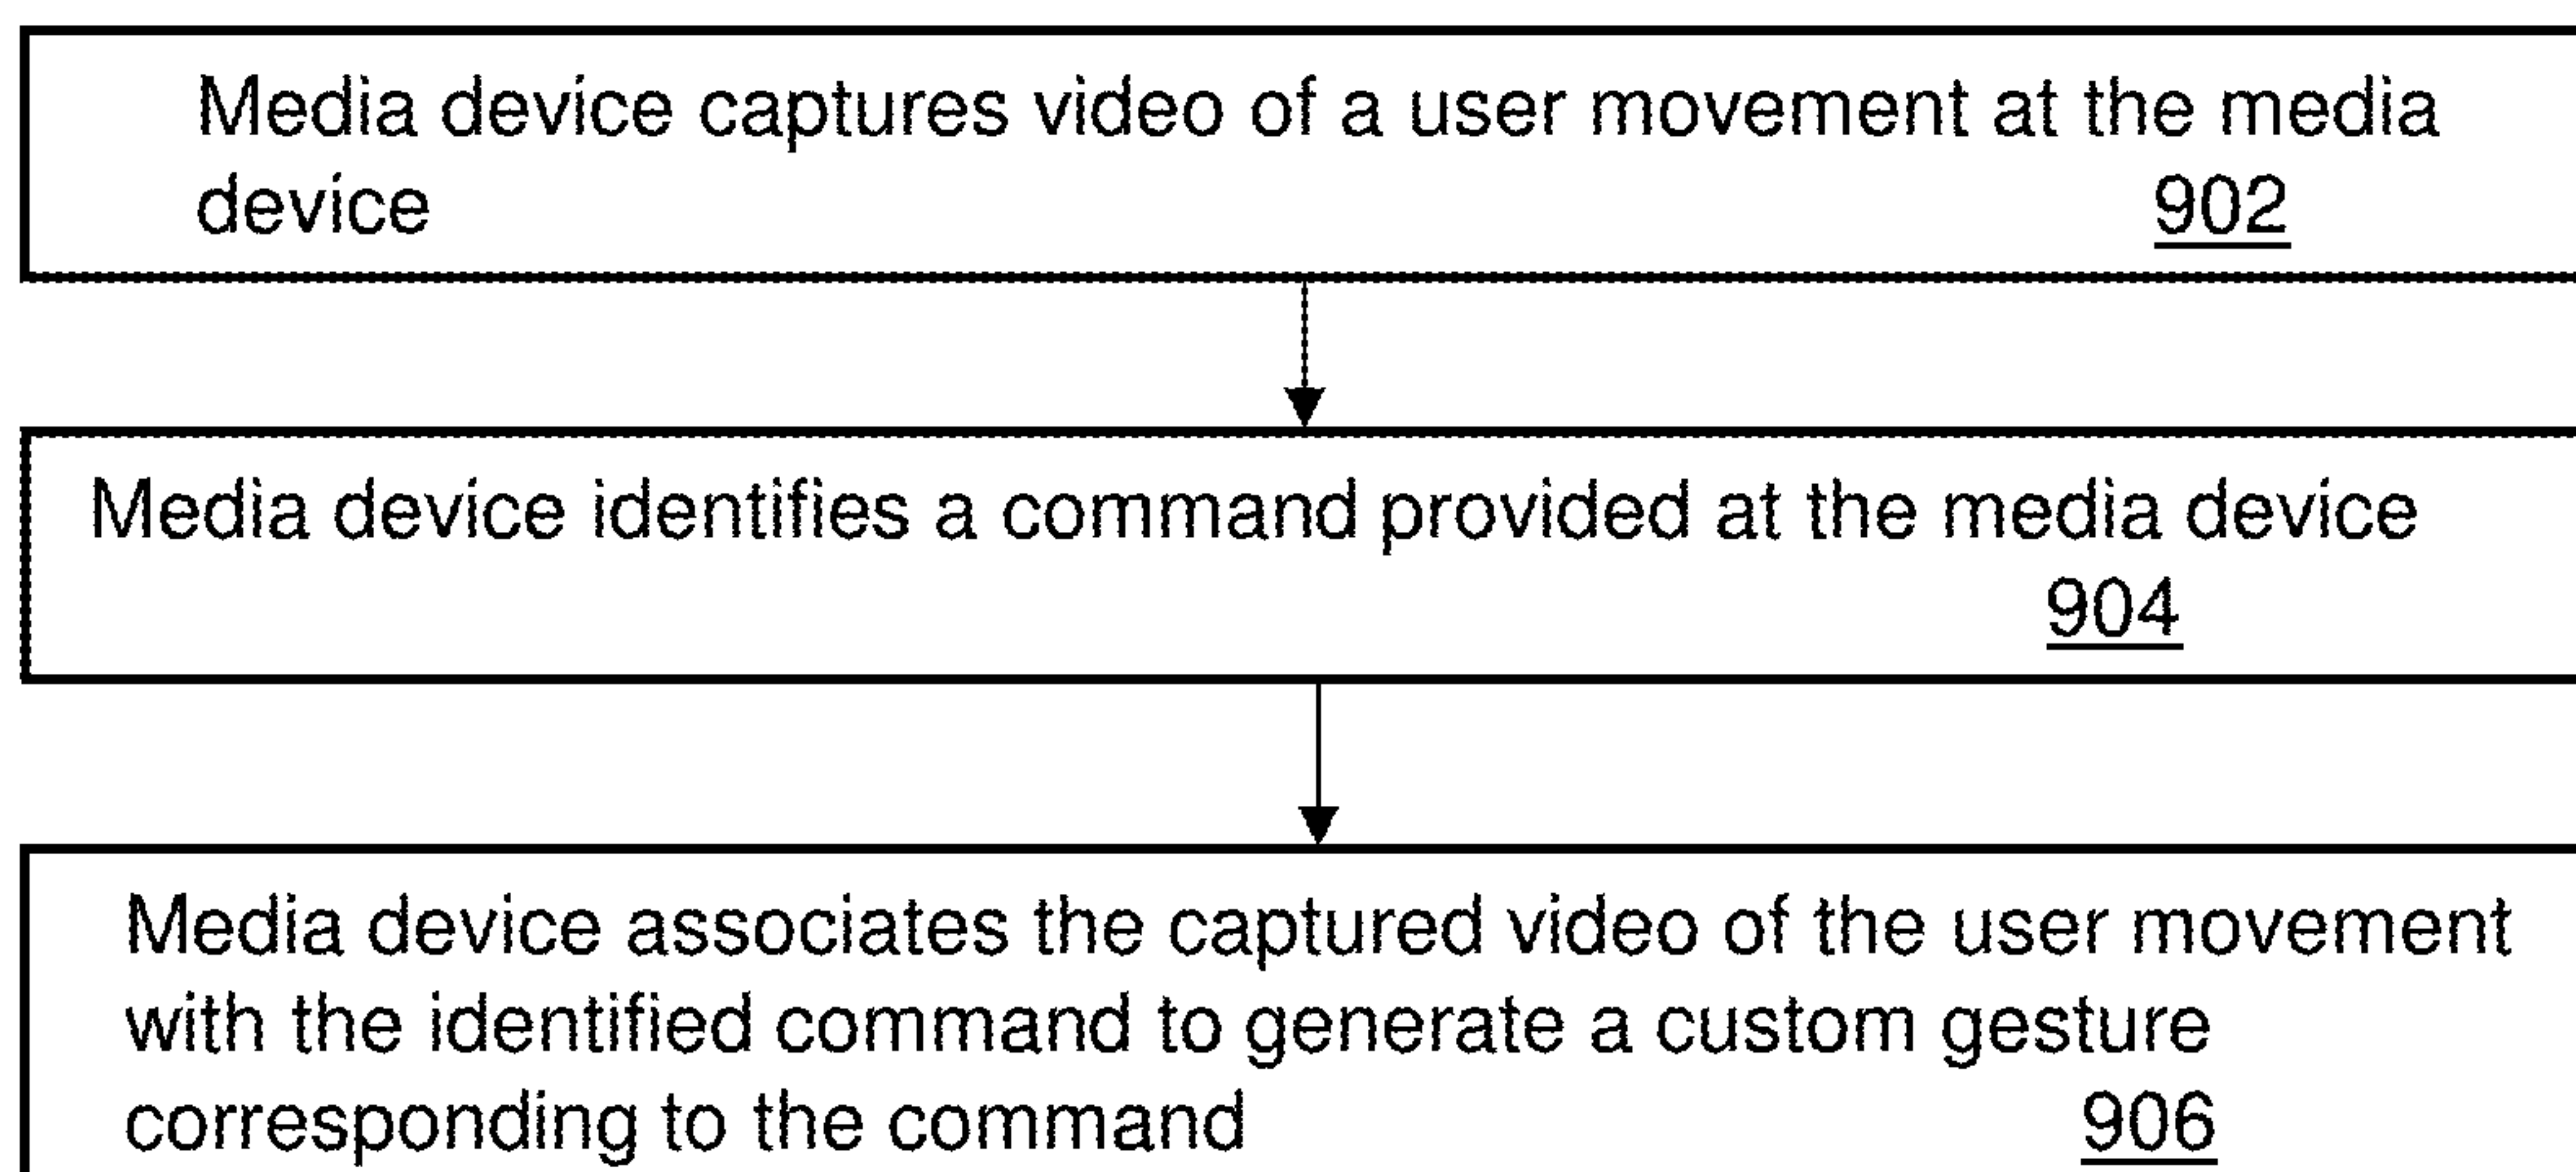 Media device captures video of a user movement at the media
device 902
Media device identifies a command provided at the media device
904
Media device associates the captured video of the user movement
with the identified command to generate a custom gesture
corresponding to the command 906